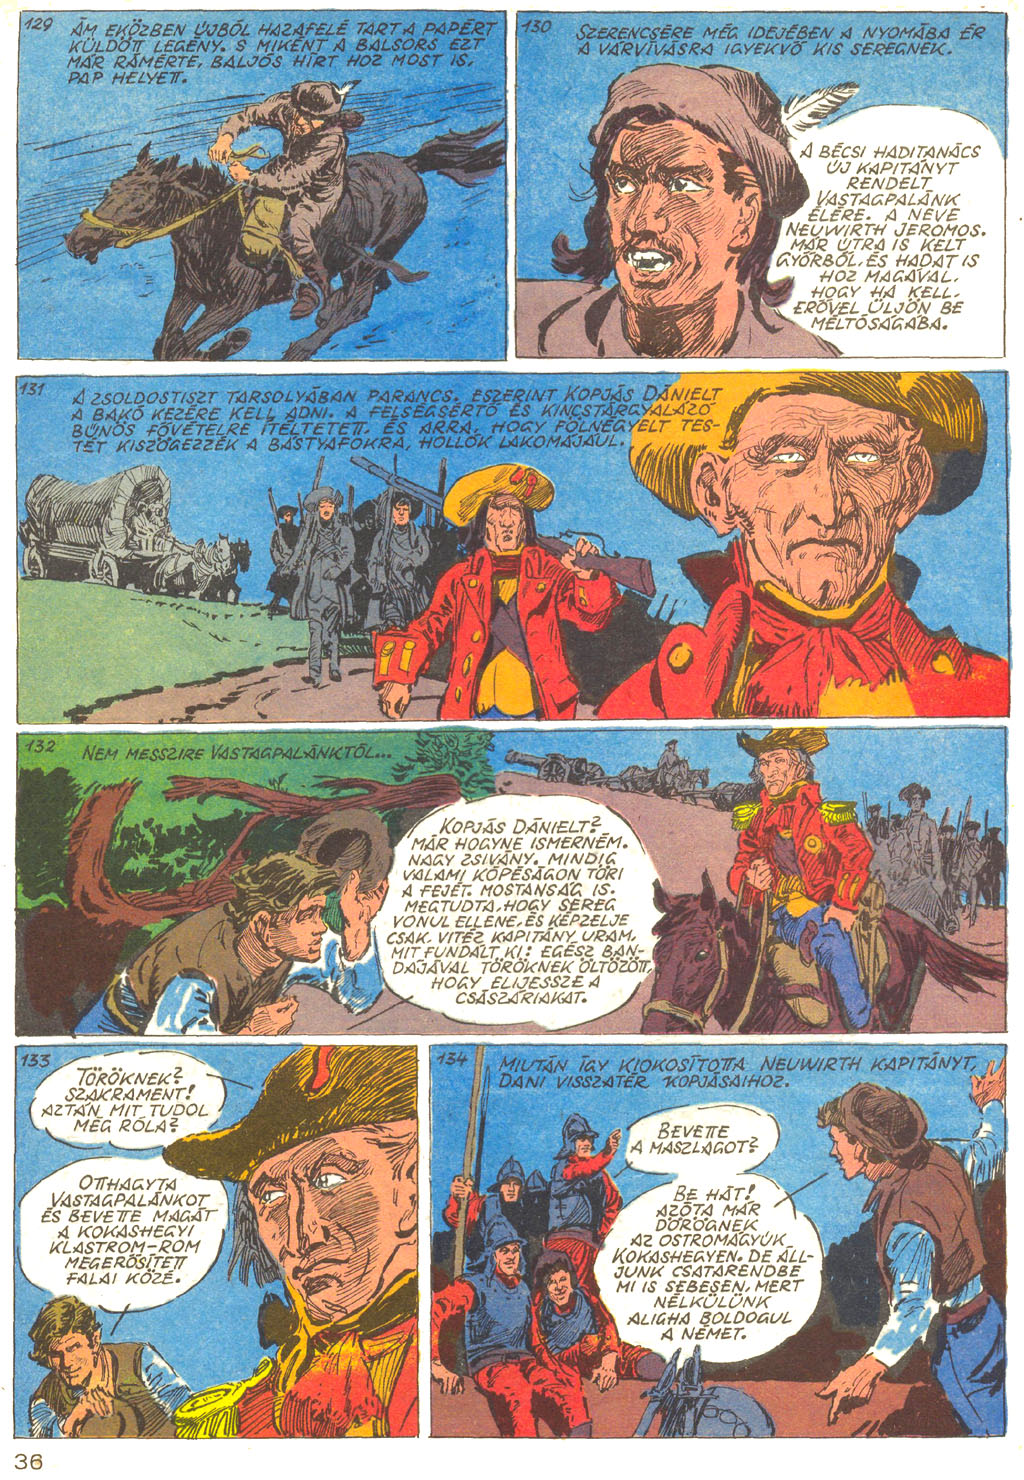 129
ÁM EKÖZBEN ÚJBÓL HAZAFELÉ TART A PAPÉRT
KÜLDÖTT LEGÉNY. S MIKÉNT A BALSORS EZT
MÁR RÁMÉRTE, BALJÓS HÍRT HOZ MOST IS,
PAP HELYETT.
130
SZERENCSÉRE MÉG IDEJÉBEN A NYOMÁBA ÉR
A VÁRVÍVÁSRA IGYEKVŐ KIS SEREGNEK.
A BÉCSI HADITANÁCS
ÚJ KAPITÁNYT
RENDELT
VASTAGPALÁNK
ÉLÉRE. A NEVE
NEUWIRTH JEROMOS.
MÁR ÚTRA IS KELT
GYŐRBŐL, ÉS HADAT IS
HOZ MAGÁVAL,
HOGY HA KELL,
ERŐVEL ÜLJÖN BE
MÉLTÓSÁGÁBA.
131
A ZSOLDOSTISZT TARSOLYÁBAN PARANCS. ESZERINT KOPJÁS DÁNIELT
A BAKÓ KEZÉRE KELL ADNI. A FELSÉGSÉRTŐ ÉS KINCSTÁRGYALÁZÓ
BŰNÖS FŐVÉTELRE ÍTÉLTETETT. ÉS ARRA, HOGY FÖLNÉGYELT TES-
TÉT KISZÖGEZZÉK A BÁSTYAFOKRA, HOLLÓK LAKOMÁJÁUL.
132
NEM MESSZIRE VASTAGPALÁNKTÓL...
KOPJÁS DÁNIELT?
MÁR HOGYNE ISMERNÉM.
NAGY ZSIVÁNY. MINDIG
VALAMI KÓPÉSÁGON TÖRI
A FEJÉT. MOSTANSÁG IS.
MEGTUDTA, HOGY SEREG
VONUL ELLENE, ÉS KÉPZELJE
CSAK, VITÉZ KAPITÁNY URAM,
MIT FUNDÁLT KI: EGÉSZ BAN-
DÁJÁVAL TÖRÖKNEK ÖLTÖZÖTT,
HOGY ELIJESSZE A
CSÁSZÁRIAKAT.
133
TÖRÖKNEK?
SZAKRAMENT!
AZTÁN MIT TUDOL
MÉG RÓLA?
OTTHAGYTA
VASTAGPALÁNKOT
ÉS BEVETTE MAGÁT
A KOKASHEGYI
KLASTROM-ROM
MEGERŐSÍTETT
FALAI KÖZÉ.
134
MIUTÁN ÍGY KIOKOSÍTOTTA NEUWIRTH KAPITÁNYT,
DANI VISSZATÉR KOPJÁSAIHOZ.
BEVETTE
A MASZLAGOT?
BE HÁT!
AZÓTA MÁR
DÖRÖGNEK
AZ OSTROMÁGYÚK
KOKASHEGYEN. DE ÁLL-
JUNK CSATARENDBE
MI IS SEBESEN, MERT
NÉLKÜLÜNK
ALIGHA BOLDOGUL
A NÉMET.
36